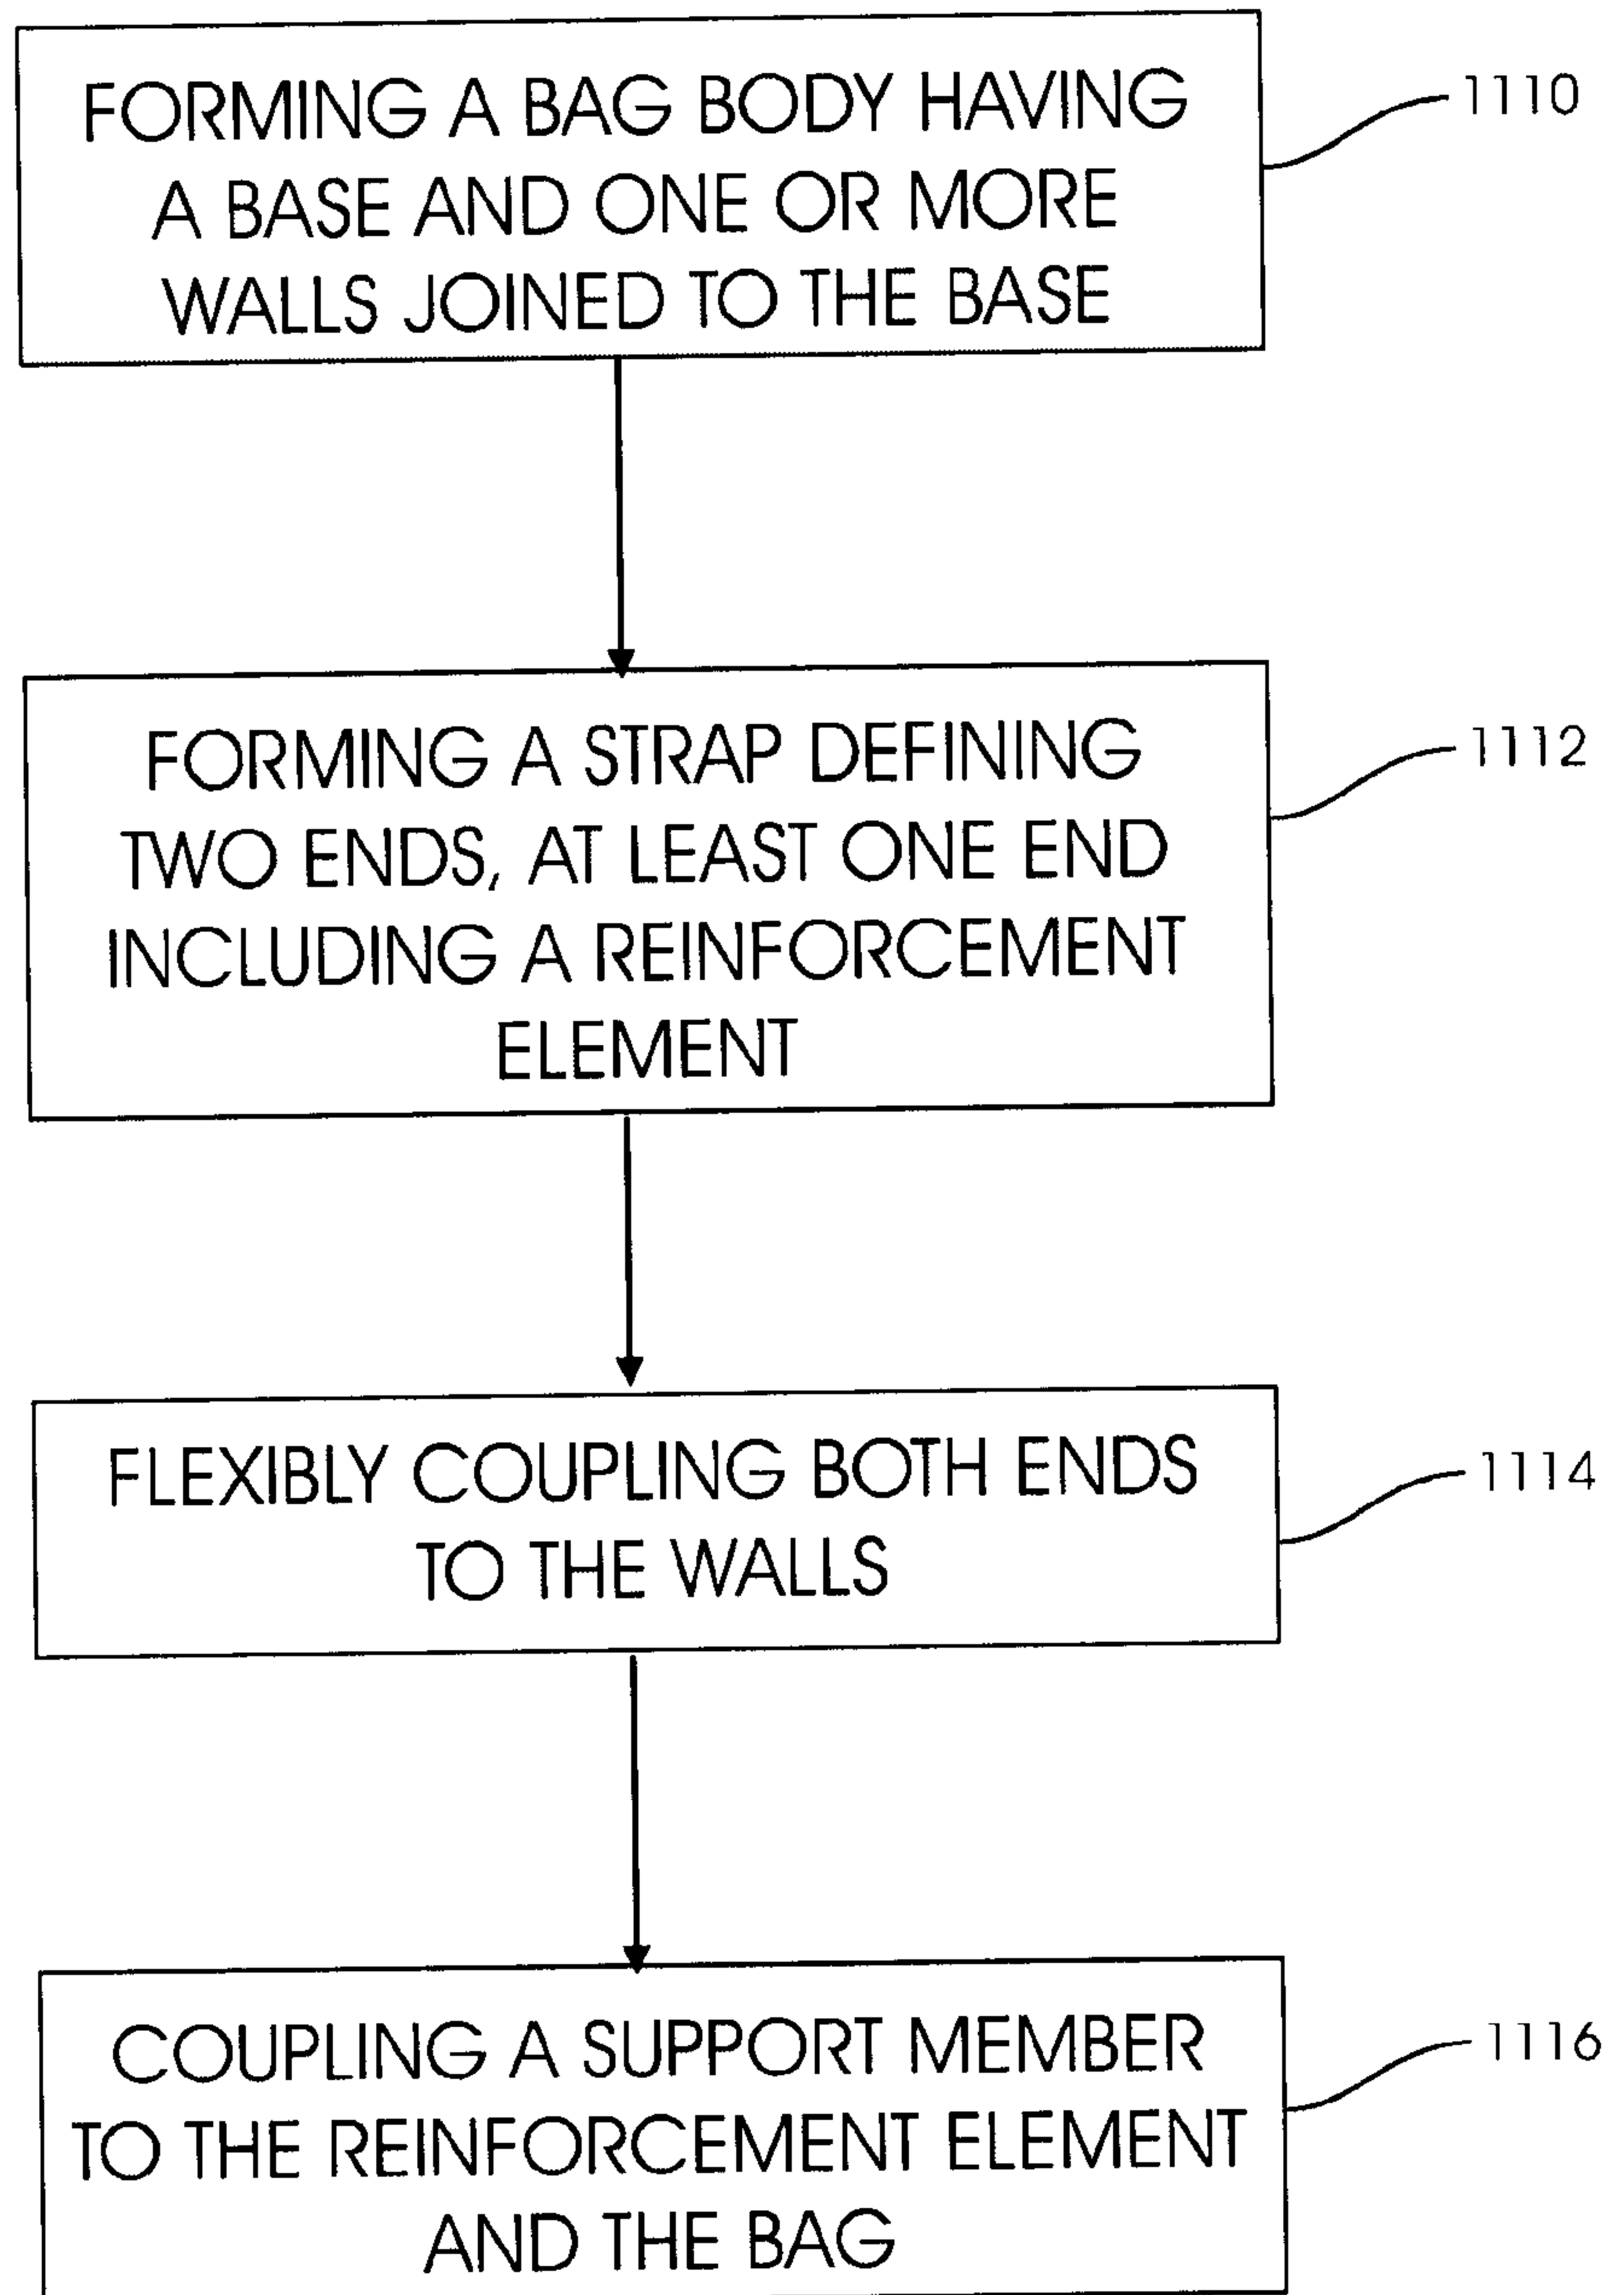 FORMING A BAG BODY HAVING
A BASE AND ONE OR MORE
WALLS JOINED TO THE BASE
1110
FORMING A STRAP DEFINING
TWO ENDS, AT LEAST ONE END
INCLUDING A REINFORCEMENT
ELEMENT
1112
FLEXIBLY COUPLING BOTH ENDS
TO THE WALLS
1114
COUPLING A SUPPORT MEMBER
TO THE REINFORCEMENT ELEMENT
AND THE BAG
1116